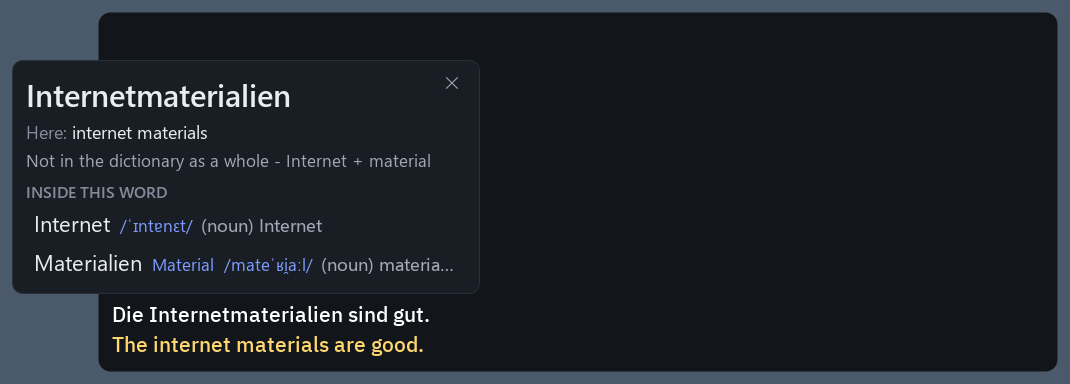 Internetmaterialien
Here: internet materials
Not in the dictionary as a whole - Internet + material
INSIDE THIS WORD
Internet /ˈɪntɐnɛt/ (noun) Internet
Materialien Material /mateˈʁi̯aːl/ (noun) materia...
Die Internetmaterialien sind gut.
The internet materials are good.